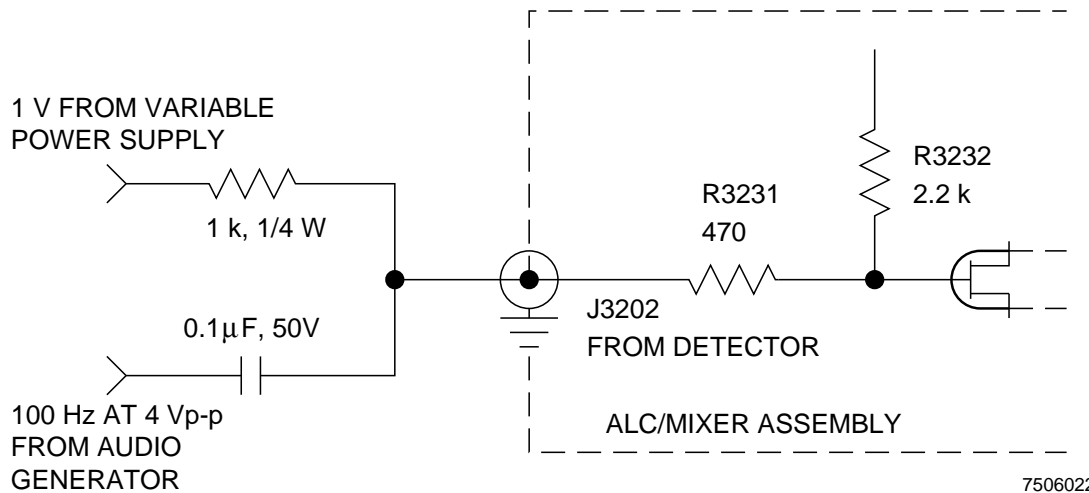 1 V FROM VARIABLE
POWER SUPPLY
1 k, 1/4 W
0.1µF, 50V
100 Hz AT 4 Vp-p
FROM AUDIO
GENERATOR
R3231
470
R3232
2.2 k
J3202
FROM DETECTOR
ALC/MIXER ASSEMBLY
7506022